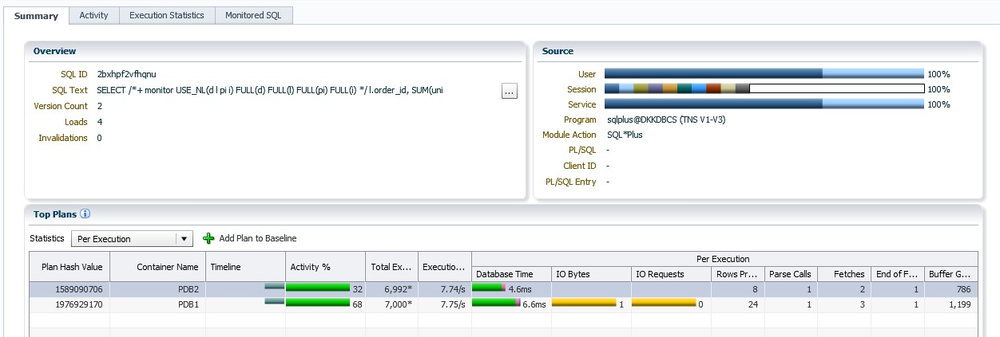 Summary Activity Execution Statistics Monitored SQL
Overview
SQL ID 2bxhpf2vfhqnu
SQL Text SELECT /*+ monitor USE_NL(d l pi i) FULL(d) FULL(l) FULL(pi) FULL(i) */ l.order_id, SUM(uni ...
Version Count 2
Loads 4
Invalidations 0
Source
User 100%
Session 100%
Service 100%
Program sqlplus@DKKDBCS (TNS V1-V3)
Module Action SQL*Plus
PL/SQL -
Client ID -
PL/SQL Entry -
Top Plans i
Statistics Per Execution Add Plan to Baseline
Plan Hash Value Container Name Timeline Activity % Total Ex... Executio... Per Execution
Database Time IO Bytes IO Requests Rows Pr... Parse Calls Fetches End of F... Buffer G...
1589090706 PDB2 32 6,992* 7.74/s 4.6ms 8 1 2 1 786
1976929170 PDB1 68 7,000* 7.75/s 6.6ms 1 0 24 1 3 1 1,199